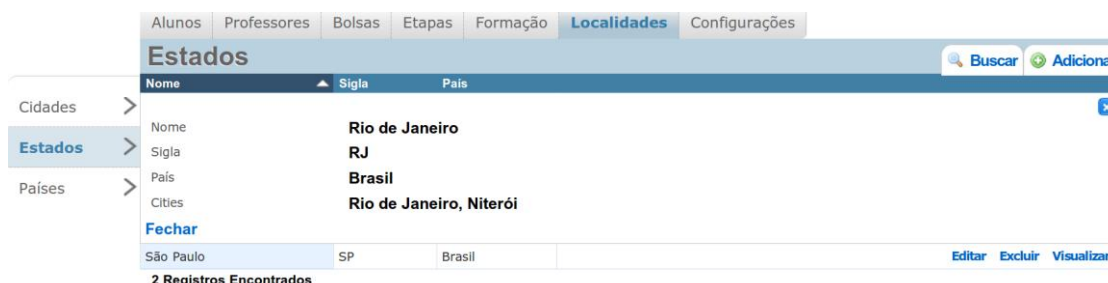 Alunos Professores Bolsas Etapas Formação Localidades Configurações
Estados Buscar
Nome Sigla País
Cidades
Estados
Países
Nome Rio de Janeiro
Sigla RJ
País Brasil
Cities Rio de Janeiro, Niterói
Fechar
São Paulo SP Brasil Editar Excluir Visualizar
2 Registros Encontrados